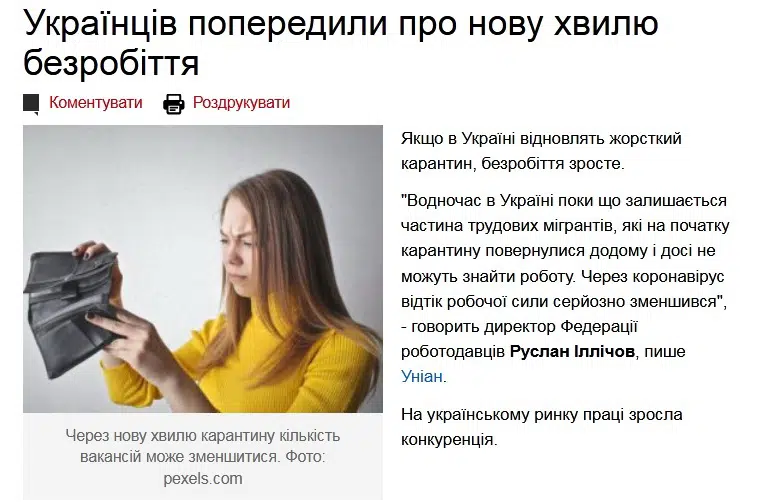 Українців попередили про нову хвилю
безробіття
Коментувати Роздрукувати
Якщо в Україні відновлять жорсткий
карантин, безробіття зросте.
"Водночас в Україні поки що залишається
частина трудових мігрантів, які на початку
карантину повернулися додому і досі не
можуть знайти роботу. Через коронавірус
відтік робочої сили серйозно зменшився",
- говорить директор Федерації
роботодавців Руслан Іллічов, пише
Уніан.
На українському ринку праці зросла
конкуренція.
Через нову хвилю карантину кількість
вакансій може зменшитися. Фото:
pexels.com